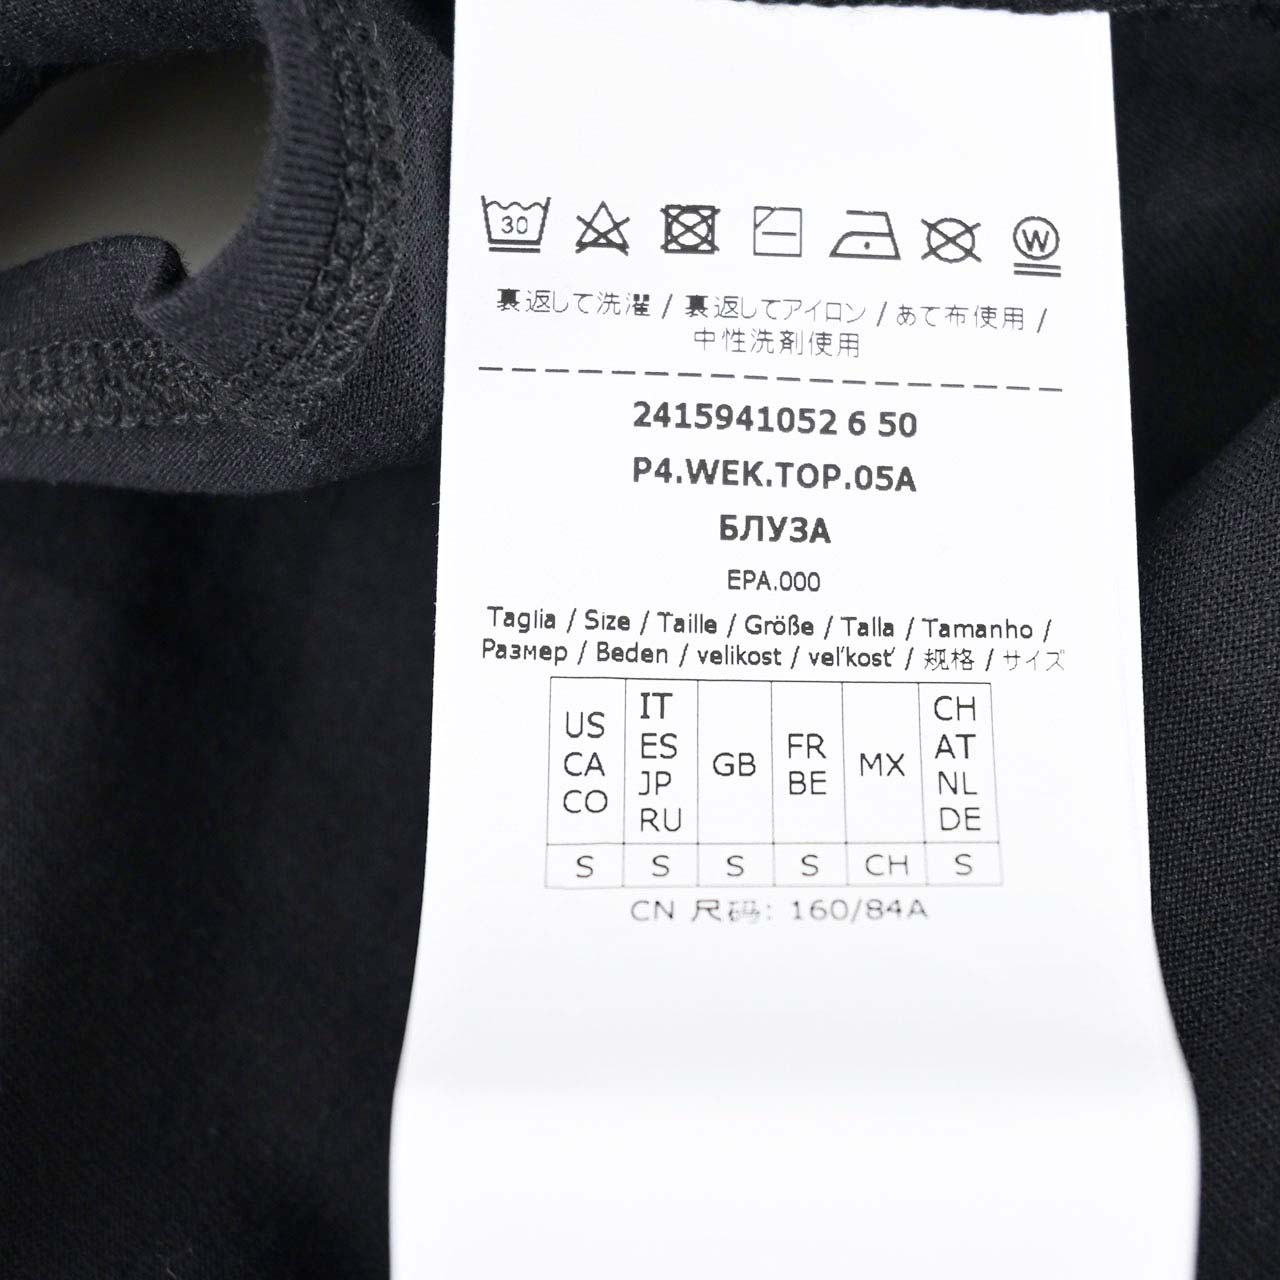 30
W
裏返して洗濯 / 裏返してアイロン / あて布使用 /
中性洗剤使用
2415941052 6 50
P4.WEK.TOP.05A
БЛУЗА
EPA.000
Taglia / Size / Taille / Größe / Talla / Tamanho /
Размер / Beden / velikost / veľkosť / 规格 / サイズ
US CA CO
IT ES JP RU
GB
FR BE
MX
CH AT NL DE
S S S S CH S
CN 尺码: 160/84A